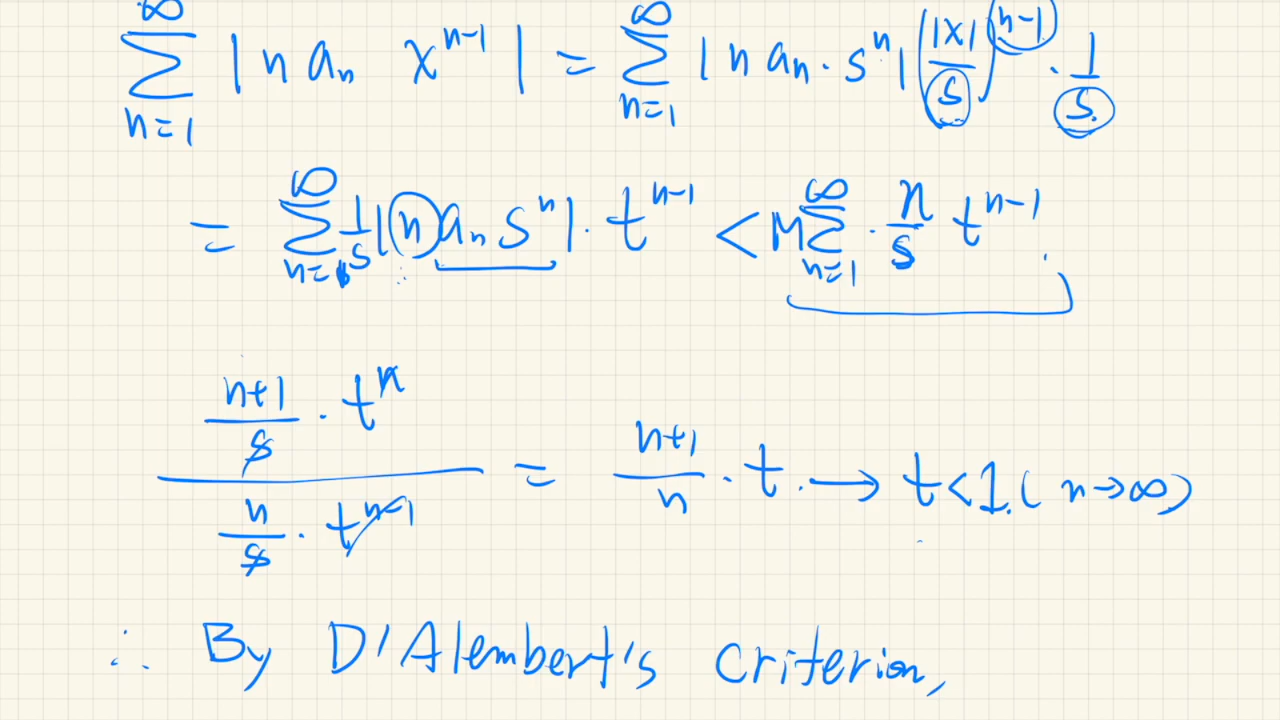 ∑_{n=1}^{∞} |n a_n x^{n-1}| = ∑_{n=1}^{∞} |n a_n · s^n| (|x|/s)^{n-1} · 1/s.
= ∑_{n=1}^{∞} 1/s |n a_n s^n| · t^{n-1} < M ∑_{n=1}^{∞} · n/s t^{n-1}.
((n+1)/s · t^n) / (n/s · t^{n-1}) = (n+1)/n · t. → t<1. (n→∞)
∴ By D'Alembert's criterion,